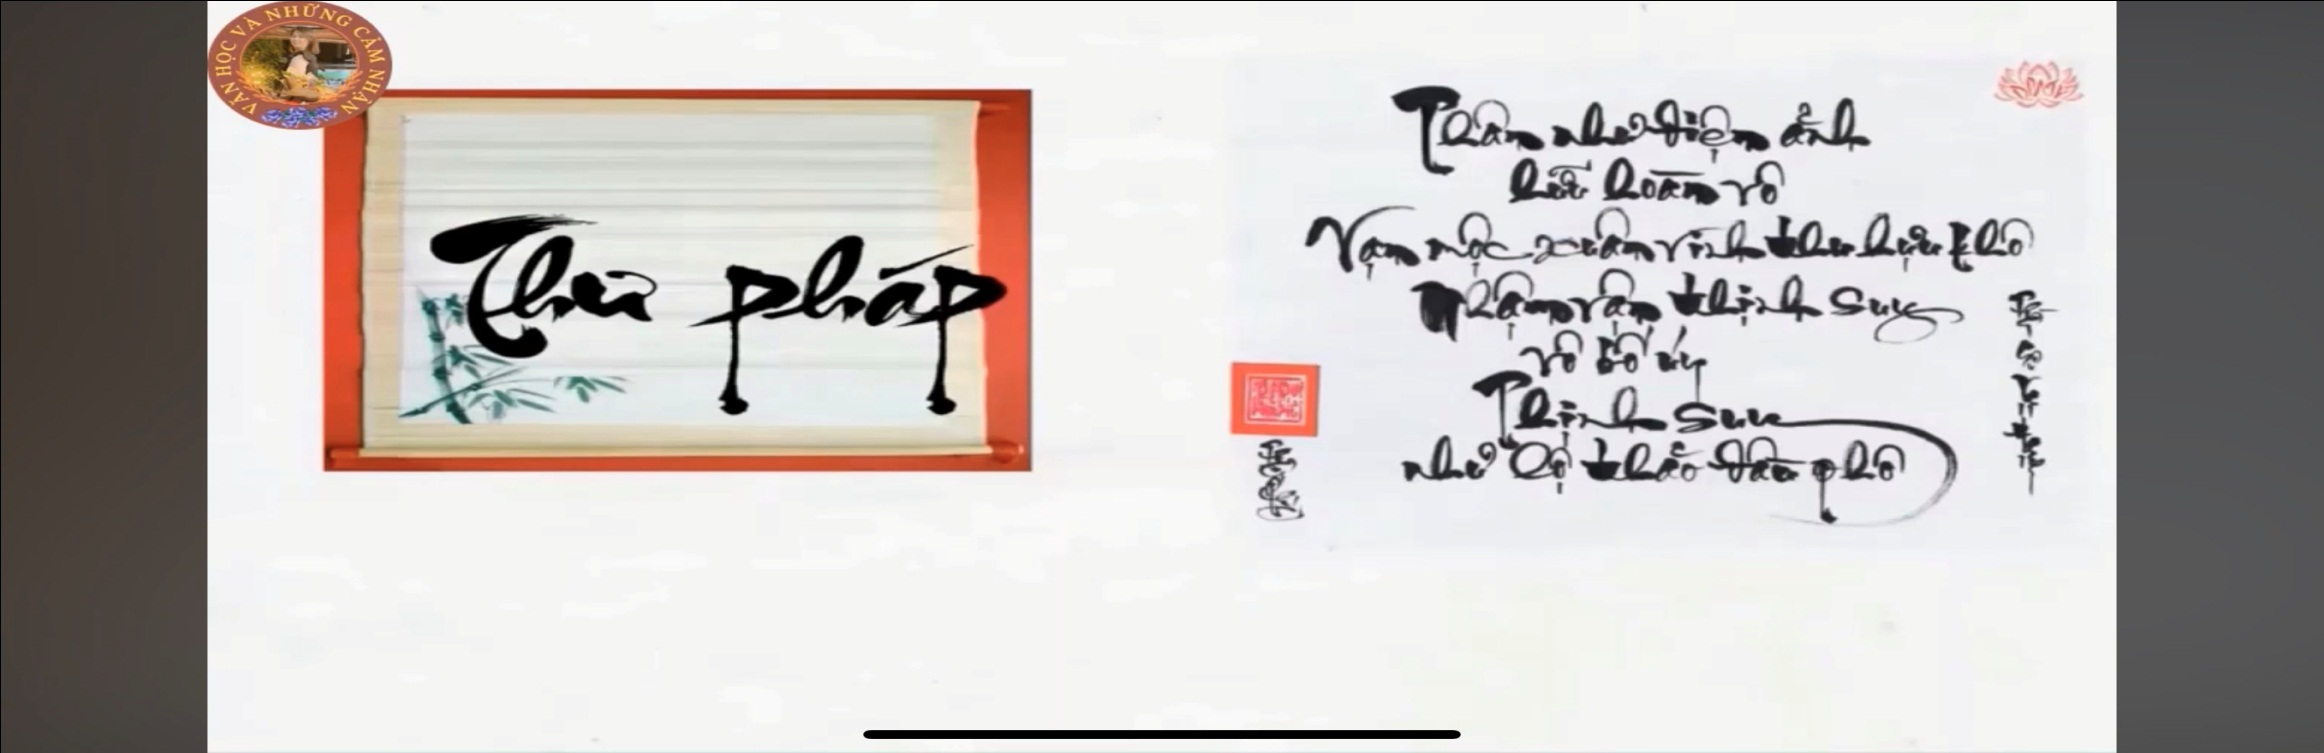 VĂN HỌC VÀ NHỮNG CẢM NHẬN
Thư pháp
Thân như điện ảnh
hữu hoàn vô
Vạn mộc xuân vinh thu hựu khô
Nhậm vận thịnh suy
vô bố úy
Thịnh suy
như lộ thảo đầu phô